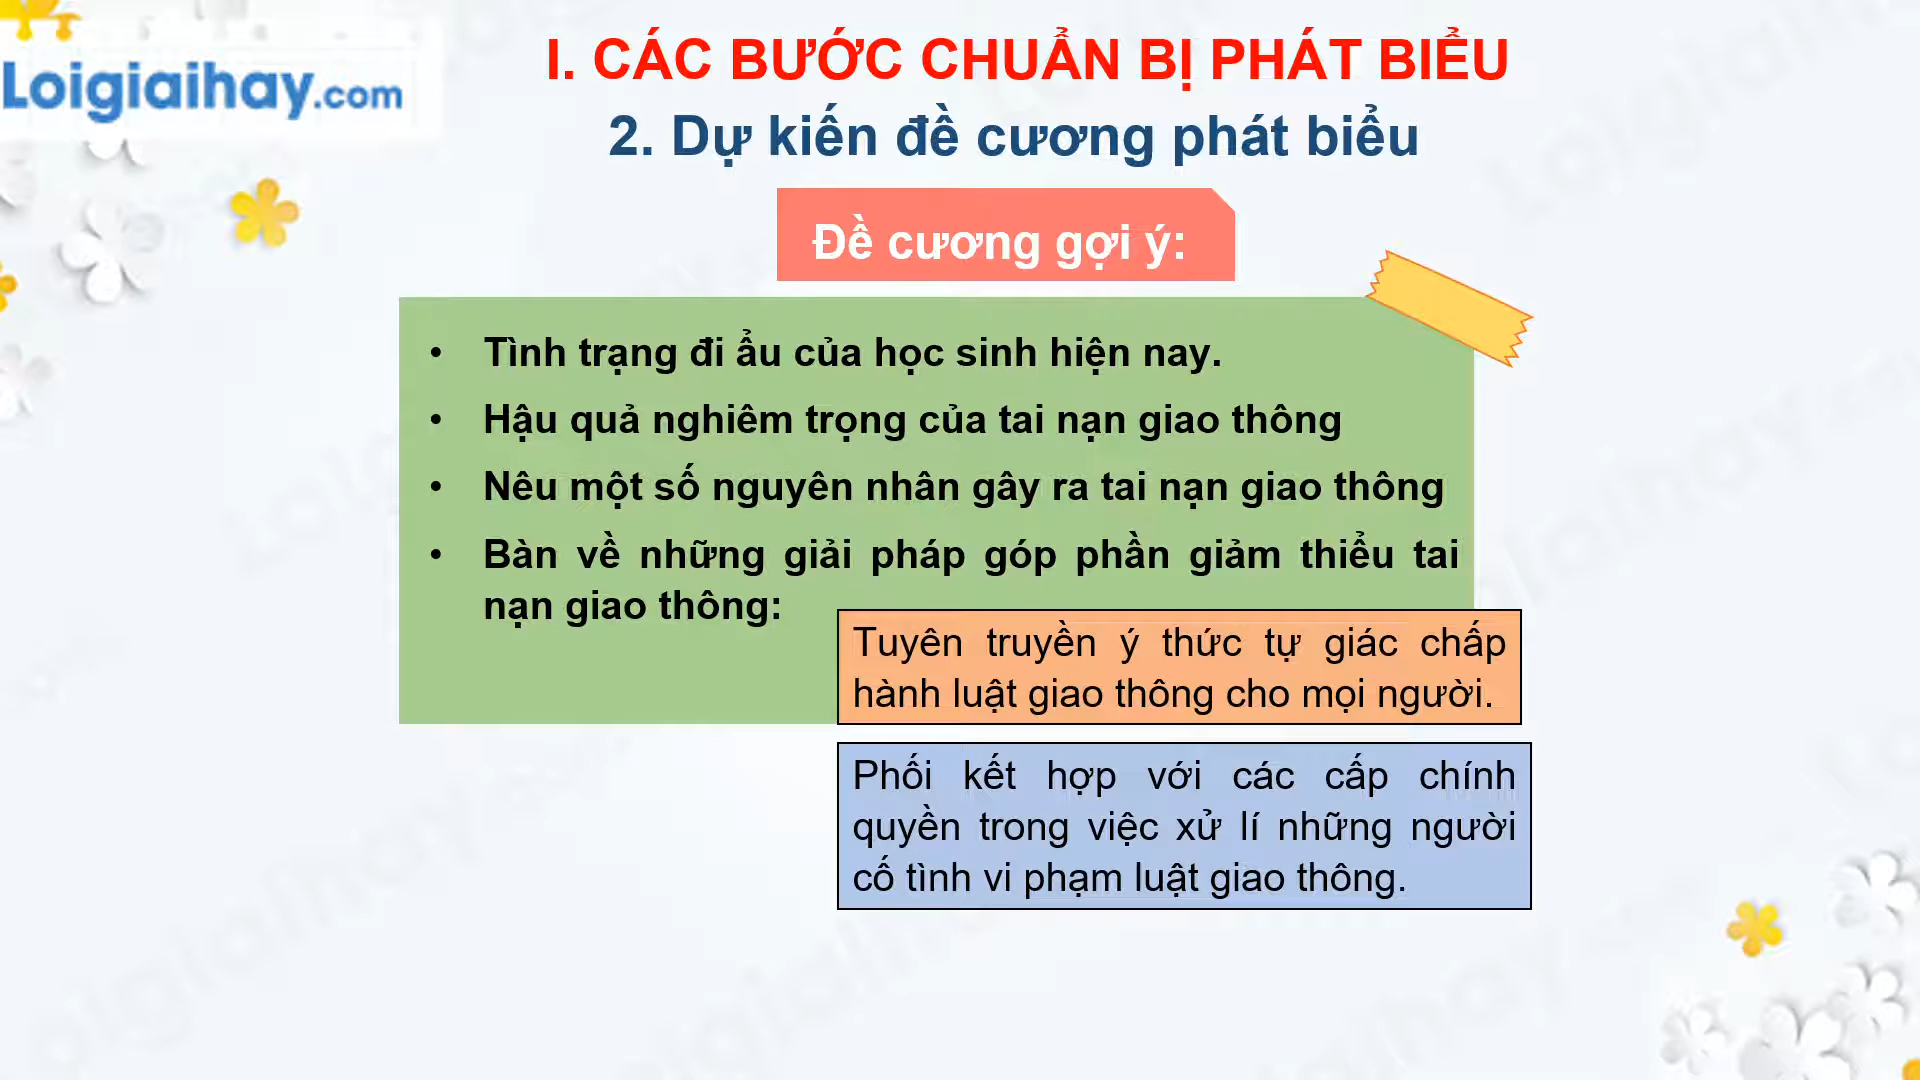 Loigiaihay.com
I. CÁC BƯỚC CHUẨN BỊ PHÁT BIỂU
2. Dự kiến đề cương phát biểu
Đề cương gợi ý:
• Tình trạng đi ẩu của học sinh hiện nay.
• Hậu quả nghiêm trọng của tai nạn giao thông
• Nêu một số nguyên nhân gây ra tai nạn giao thông
• Bàn về những giải pháp góp phần giảm thiểu tai
nạn giao thông:
Tuyên truyền ý thức tự giác chấp
hành luật giao thông cho mọi người.
Phối kết hợp với các cấp chính
quyền trong việc xử lí những người
cố tình vi phạm luật giao thông.